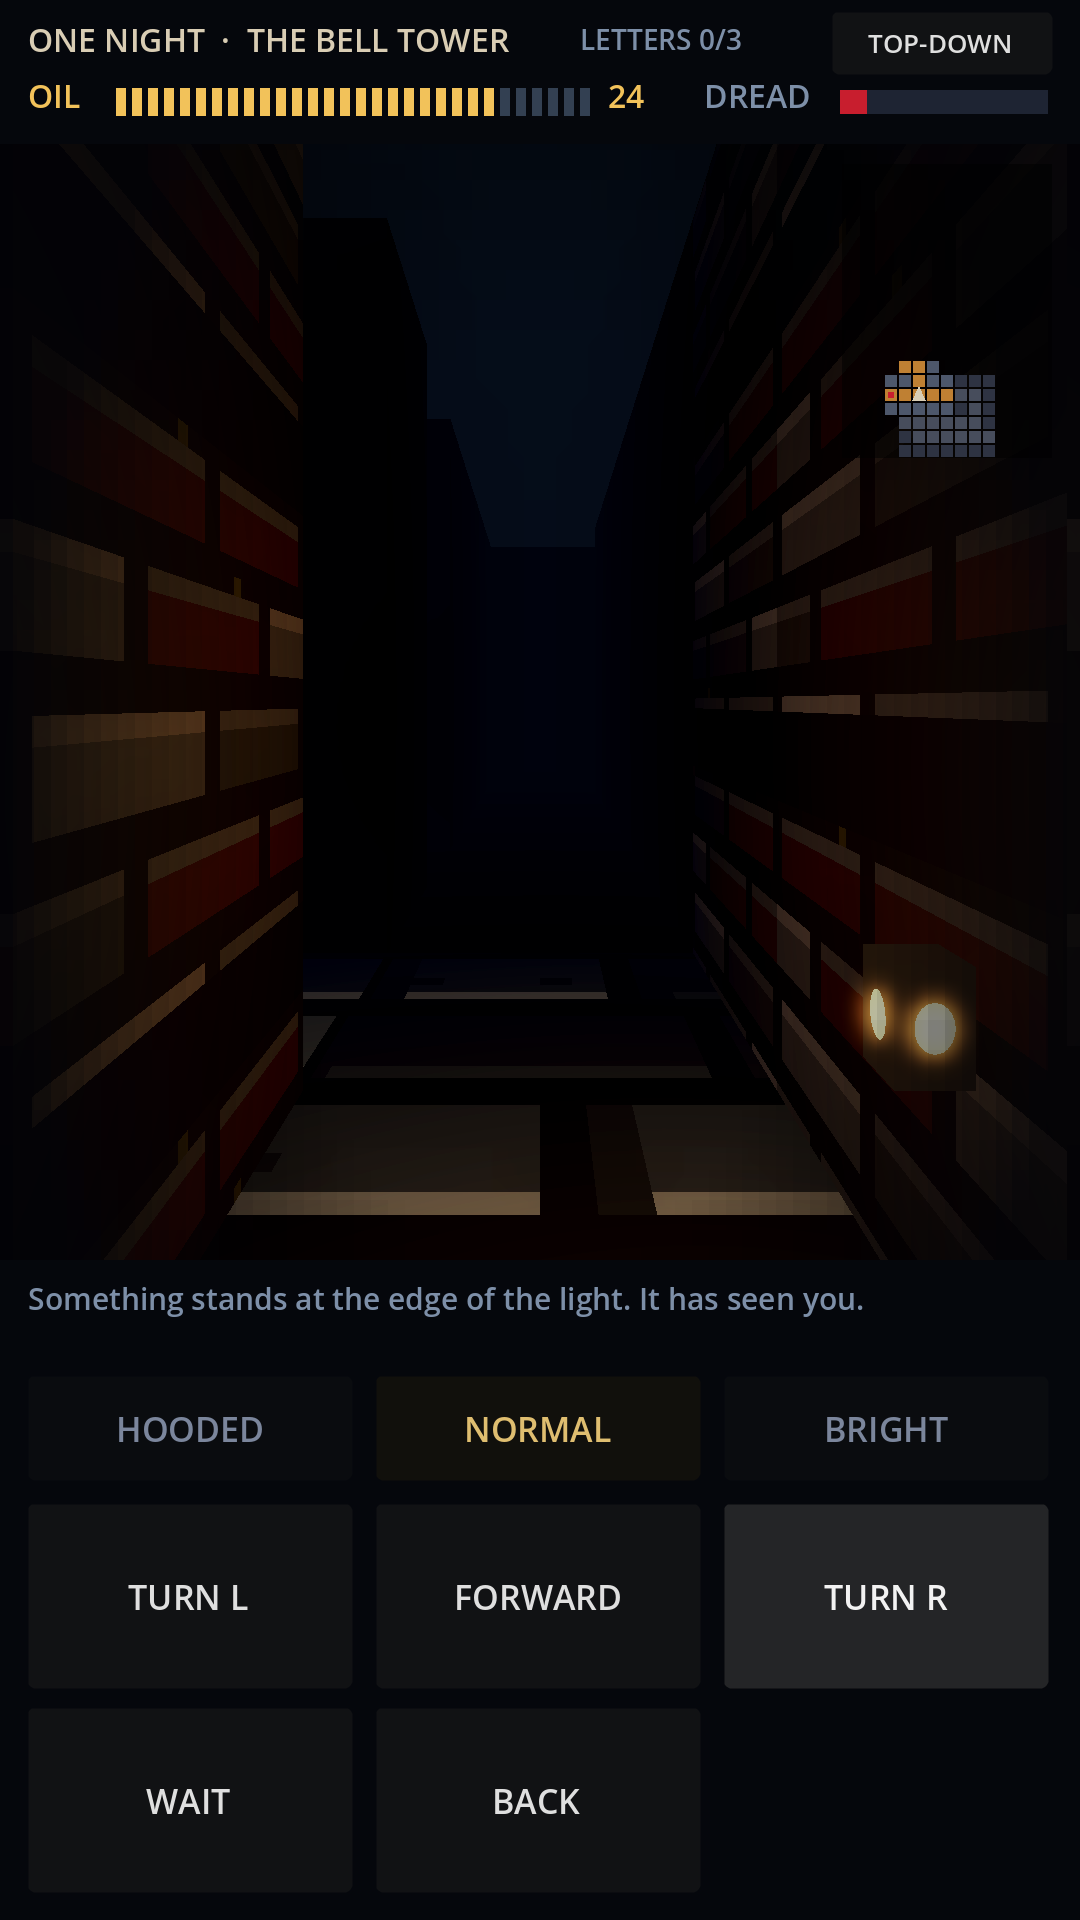 ONE NIGHT · THE BELL TOWER
LETTERS 0/3
TOP-DOWN
OIL
24
DREAD
Something stands at the edge of the light. It has seen you.
HOODED
NORMAL
BRIGHT
TURN L
FORWARD
TURN R
WAIT
BACK